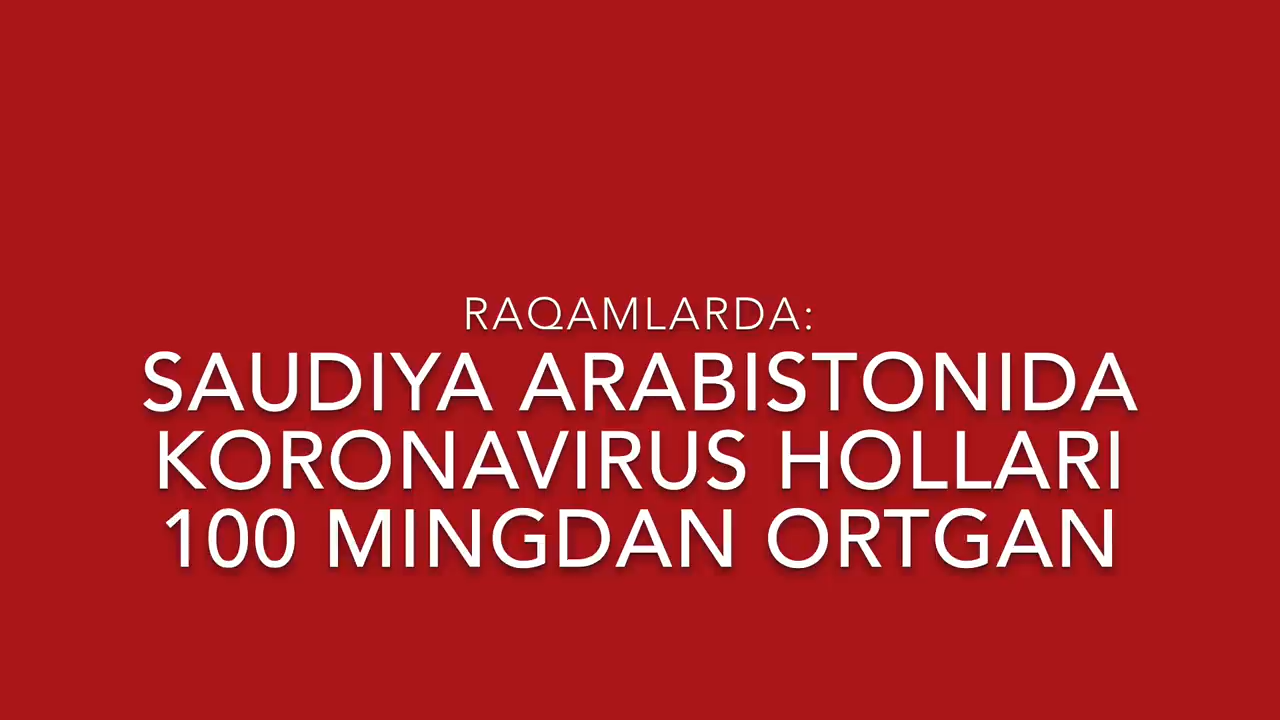 RAQAMLARDA:
SAUDIYA ARABISTONIDA
KORONAVIRUS HOLLARI
100 MINGDAN ORTGAN